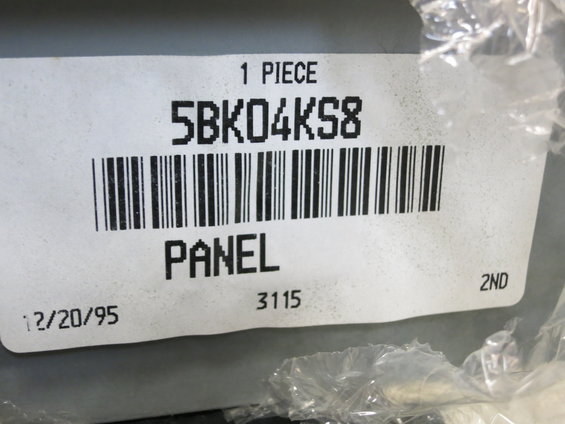 1 PIECE
5BK04KS8
PANEL
12/20/95
3115
2ND